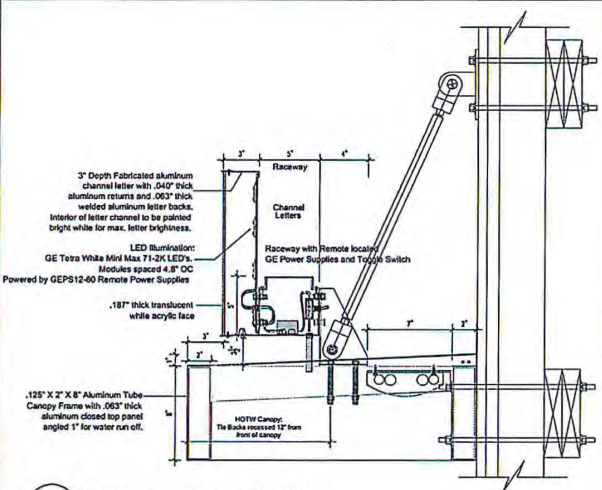 3" 5" 4"
Raceway
3" Depth Fabricated aluminum
channel letter with .040" thick
aluminum returns and .063" thick
welded aluminum letter backs.
Interior of letter channel to be painted
bright white for max. letter brightness.
Channel
Letters
LED Illumination:
GE Tetra White Mini Max 71-2K LED's.
Modules spaced 4.8" OC
Powered by GEPS12-60 Remote Power Supplies
Raceway with Remote located
GE Power Supplies and Toggle Switch
.187" thick translucent
white acrylic face
5"
3"
2"
7" 2"
1"
.125" X 2" X 8" Aluminum Tube
Canopy Frame with .063" thick
aluminum closed top panel
angled 1" for water run off.
8"
HOTW Canopy:
Tie Backs recessed 12" from
front of canopy